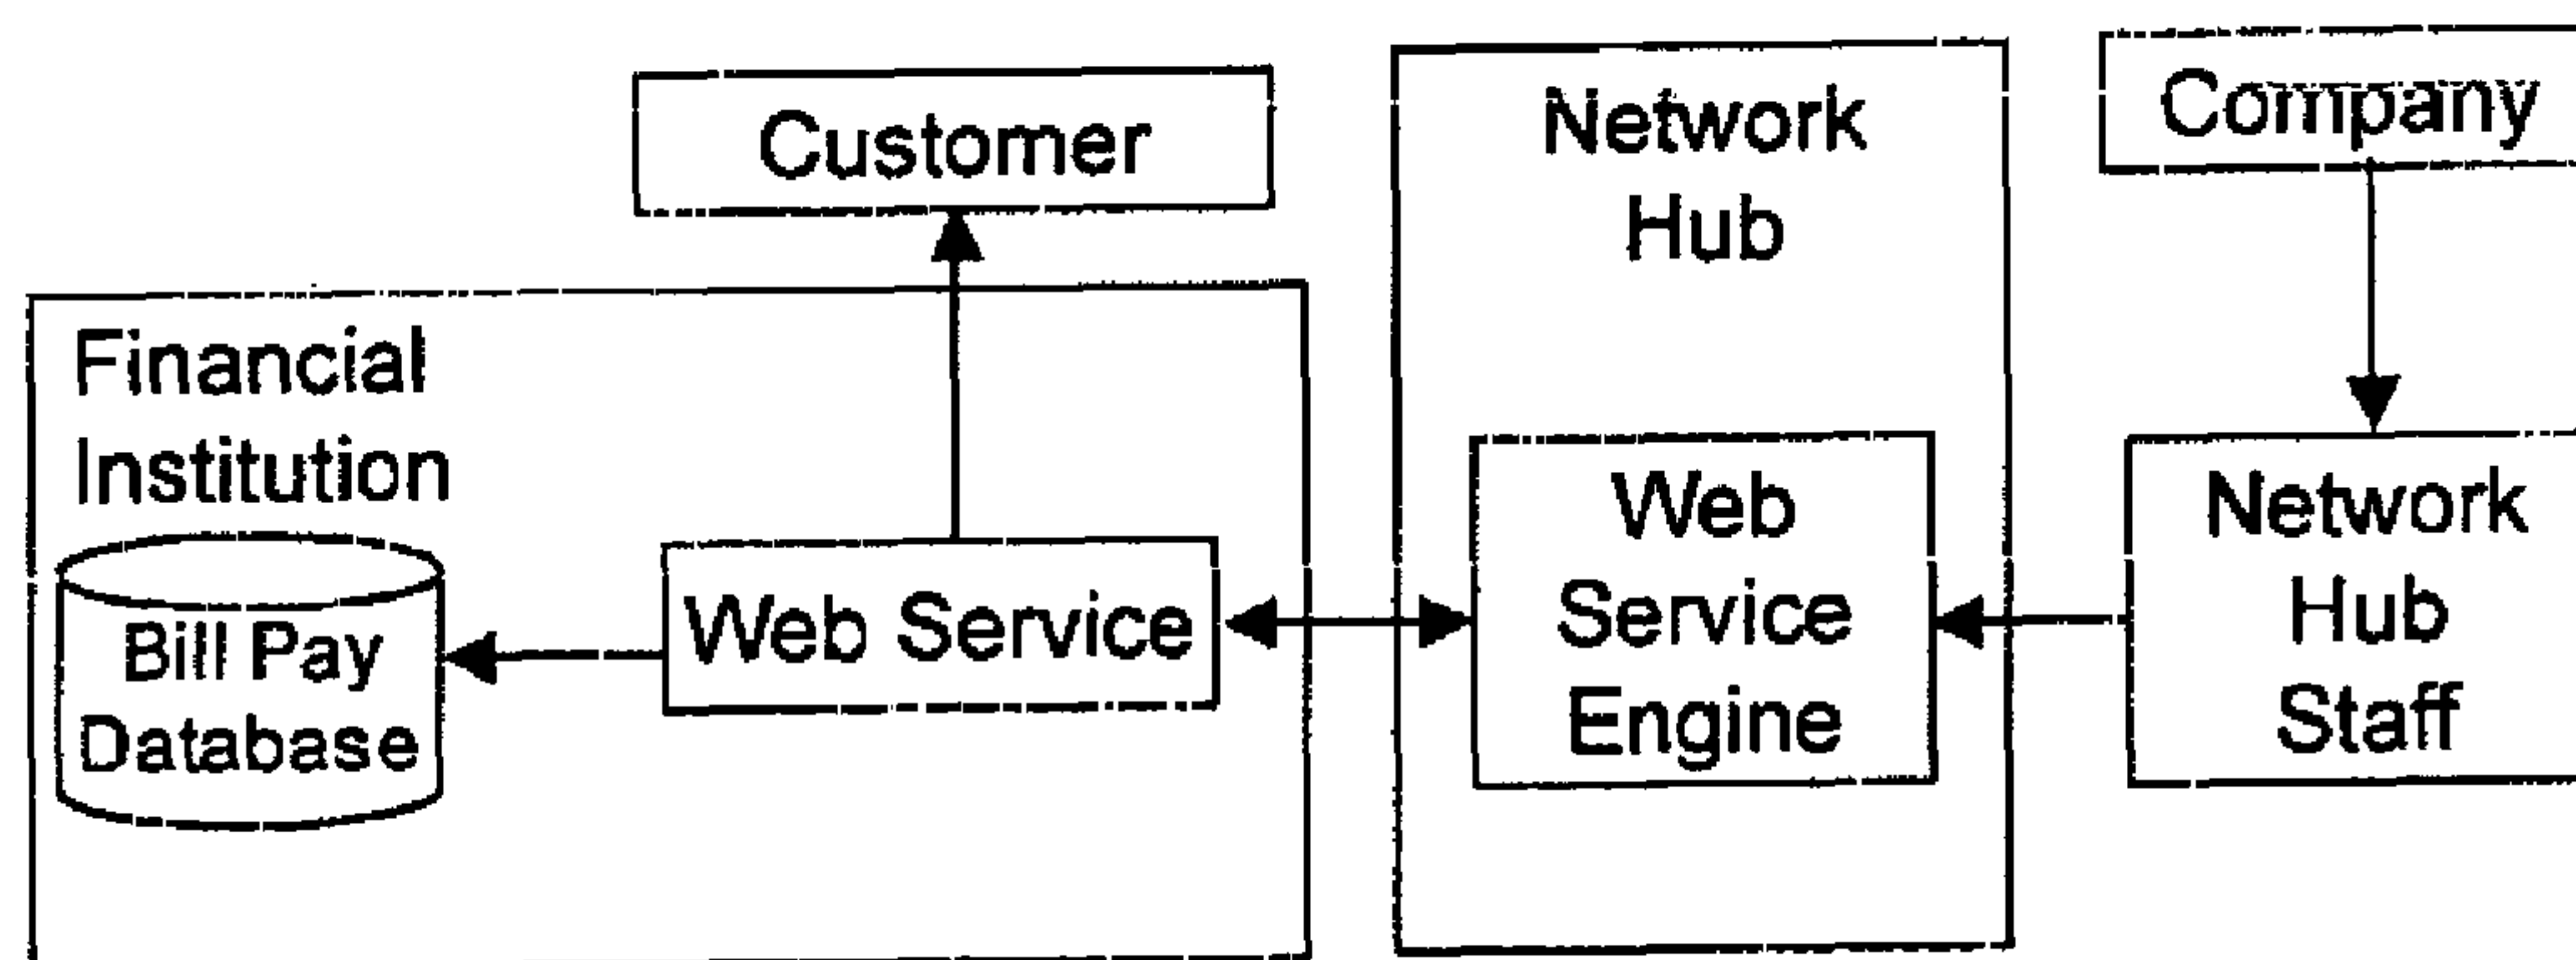 Customer
Network
Hub
Company
Financial
Institution
Bill Pay
Database
Web Service
Web
Service
Engine
Network
Hub
Staff